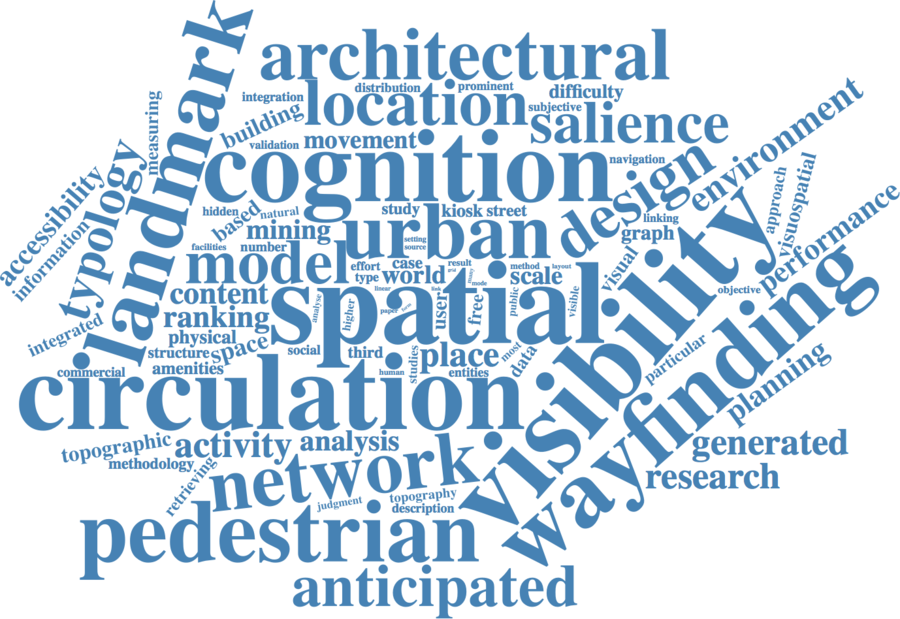 architectural
landmark
integration
distribution
prominent
difficulty
measuring
building
location
subjective
salience
environment
validation
movement
cognition
navigation
design
approach
visuospatial
accessibility
information
typology
hidden
based
natural
study
kiosk street
linking
graph
mining
urban
setting
source
facilities
number
model
effort
case
result
type
world
method
layout
scale
visual
visibility
performance
objective
content
linear
link
many
mode
analyse
higher
paper
user
free
public
visible
ranking
spatial
wayfinding
integrated
physical
structure
space
social
third
place
most
data
particular
planning
commercial
amenities
human
studies
entities
circulation
topographic
activity
analysis
generated
methodology
retrieving
network
research
judgment
topography
description
pedestrian
anticipated